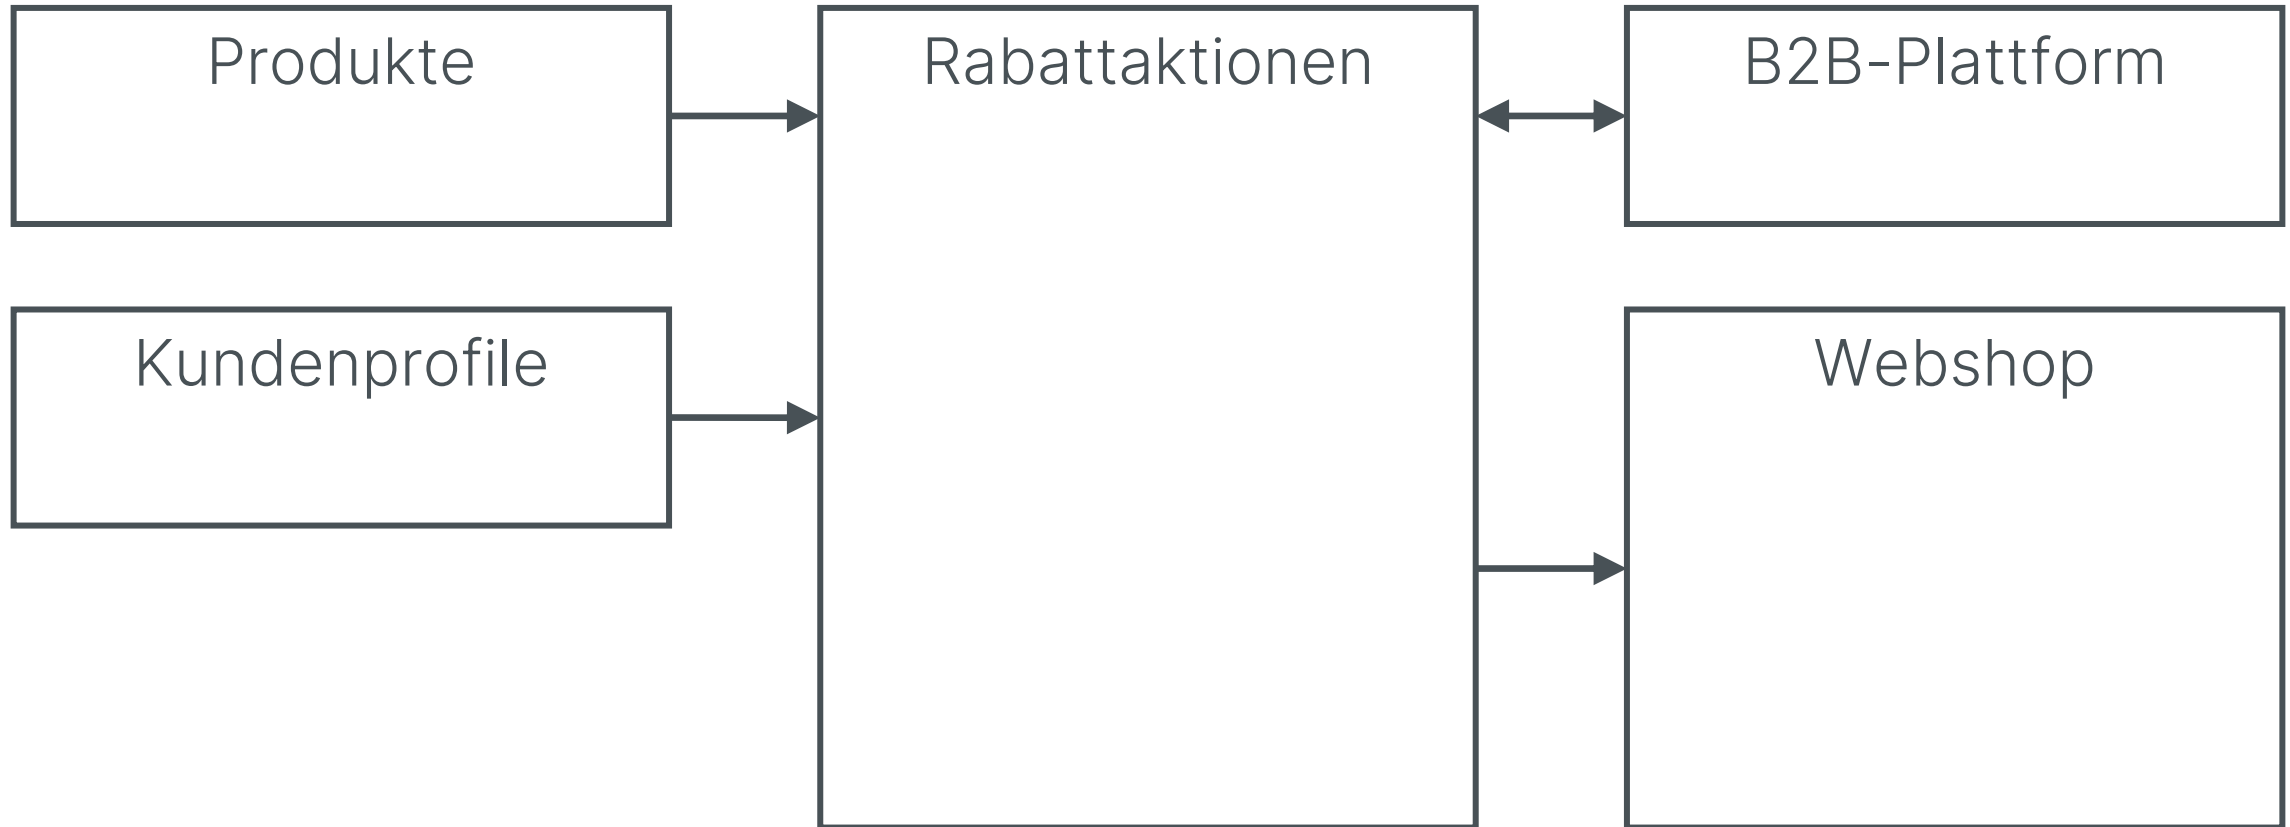 Produkte
Rabattaktionen
B2B-Plattform
Kundenprofile
Webshop